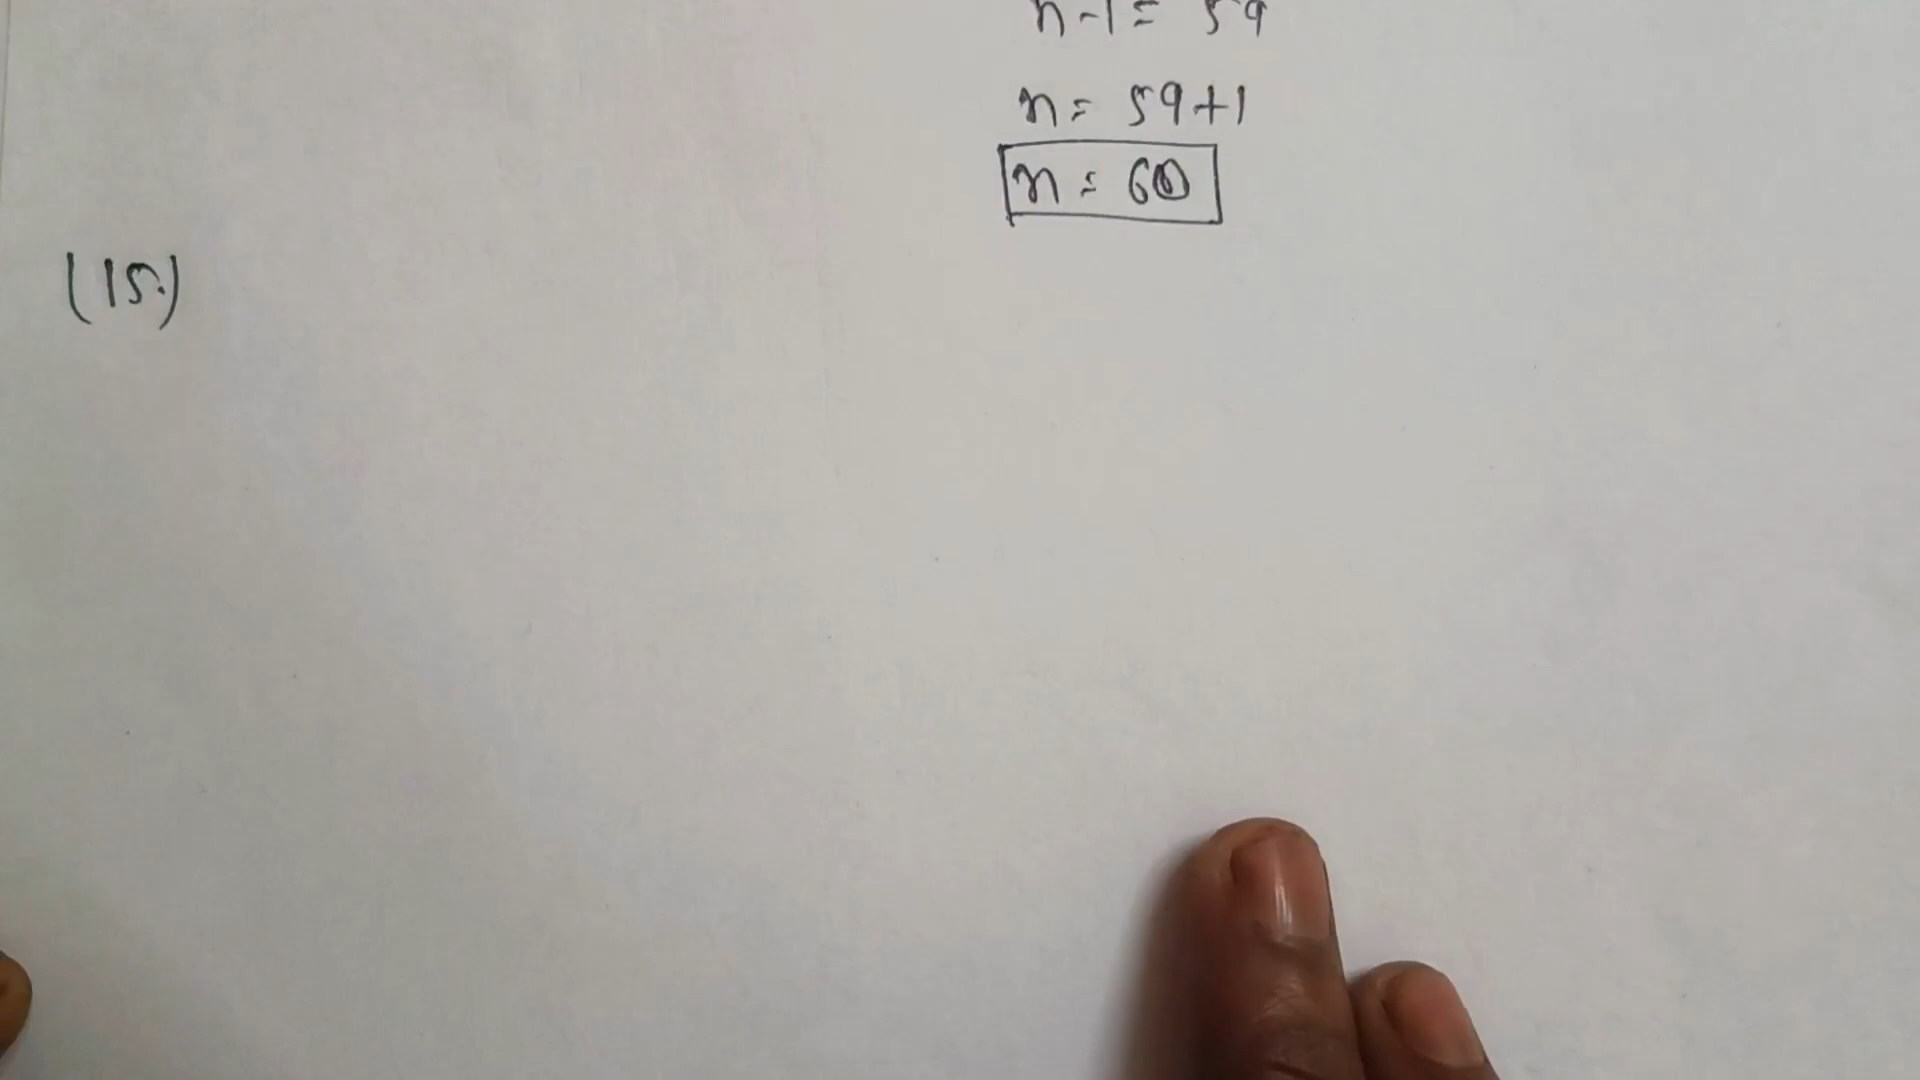 n-1 = 59
n = 59+1
n = 60
(15.)